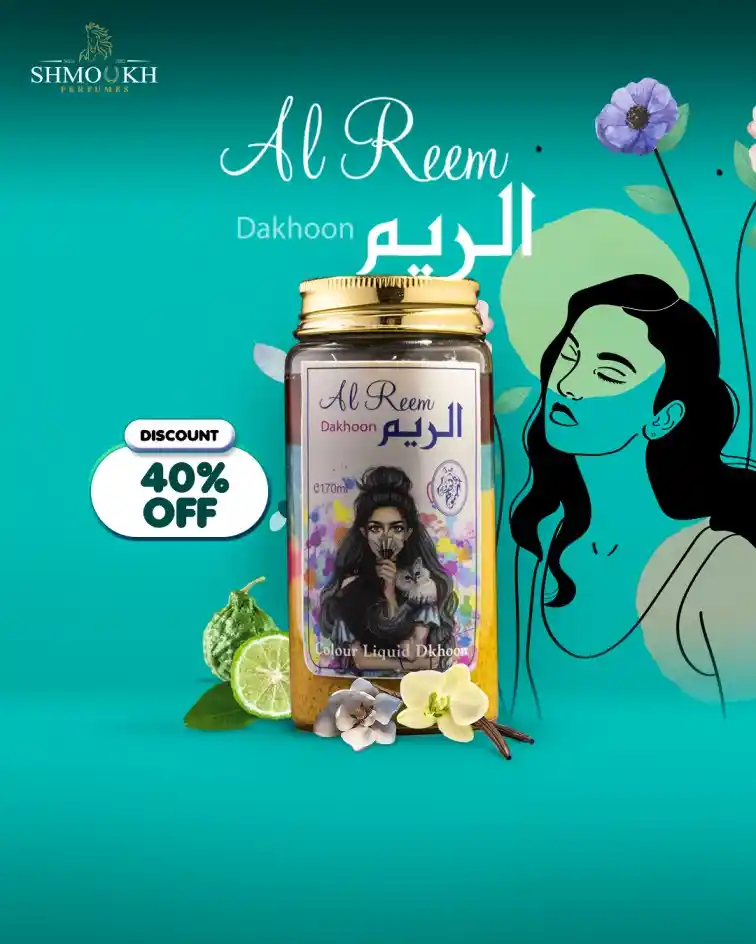 SHMOUKH
PERFUMES
Al Reem
Dakhoon الريم
DISCOUNT
40%
OFF
Al Reem
Dakhoon الريم
℮170ml
Colour Liquid Dkhoon